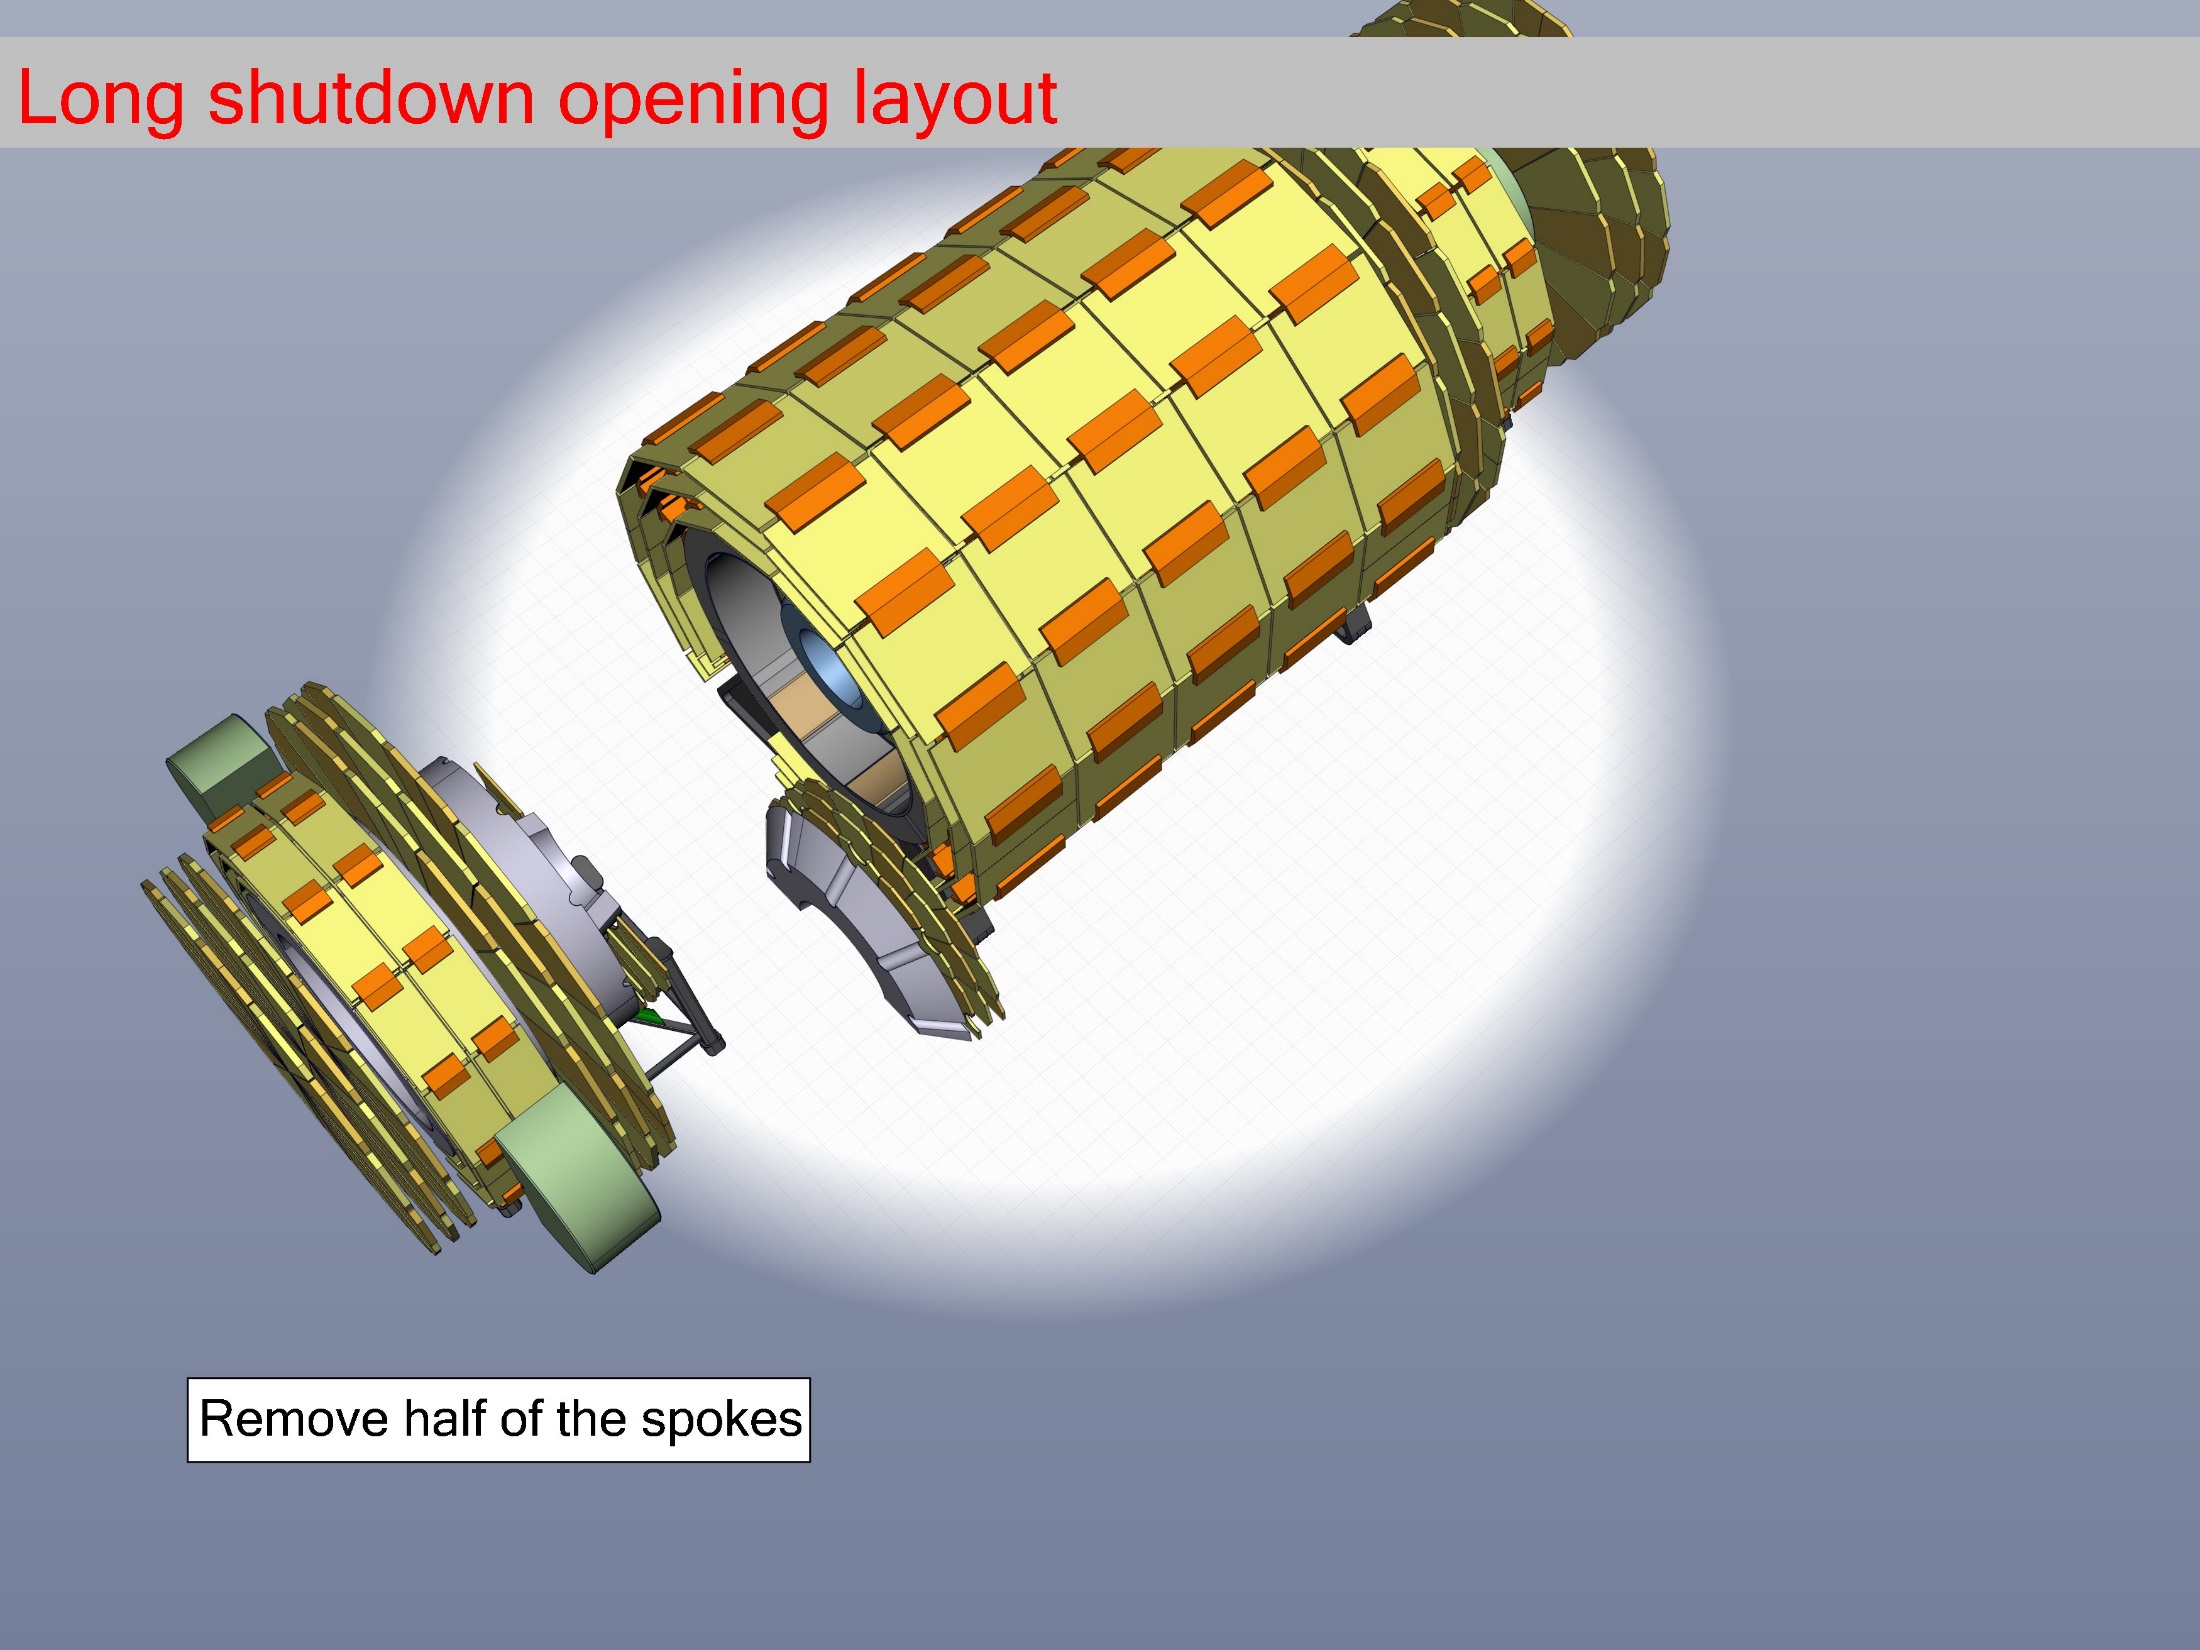 Long shutdown opening layout
Remove half of the spokes